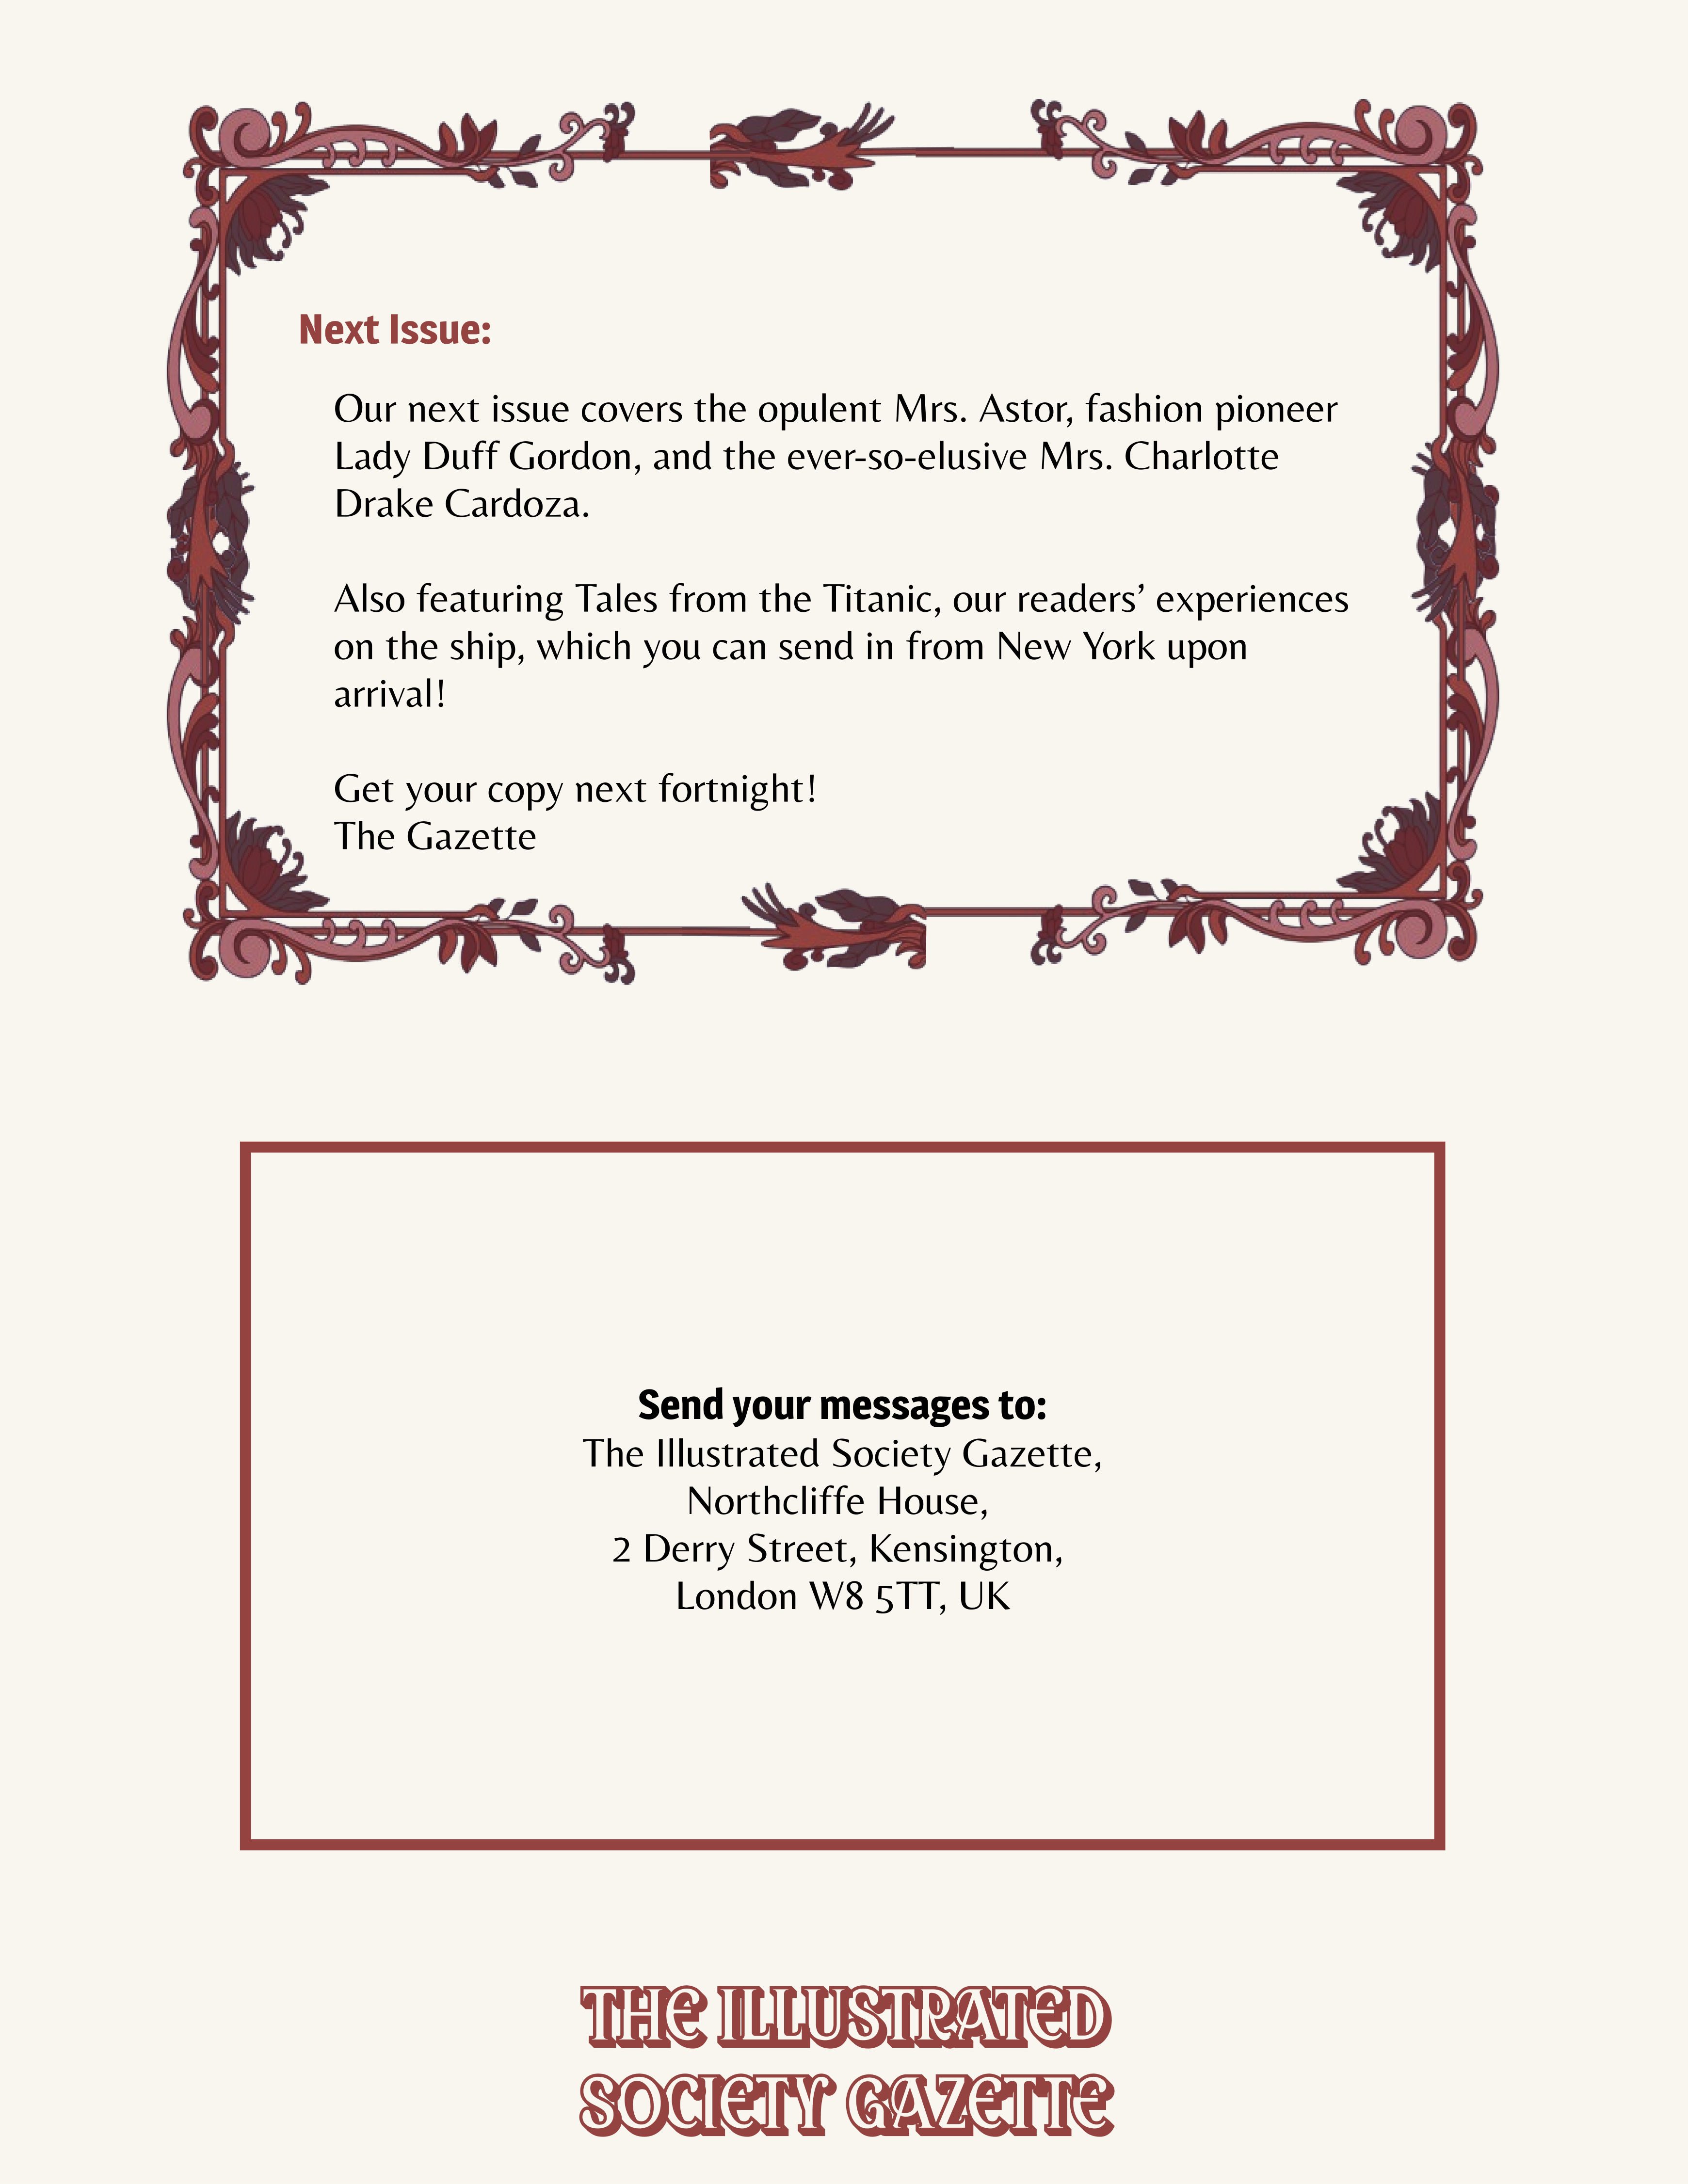 Next Issue:
Our next issue covers the opulent Mrs. Astor, fashion pioneer
Lady Duff Gordon, and the ever-so-elusive Mrs. Charlotte
Drake Cardoza.
Also featuring Tales from the Titanic, our readers’ experiences
on the ship, which you can send in from New York upon
arrival!
Get your copy next fortnight!
The Gazette
Send your messages to:
The Illustrated Society Gazette,
Northcliffe House,
2 Derry Street, Kensington,
London W8 5TT, UK
THE ILLUSTRATED
SOCIETY GAZETTE